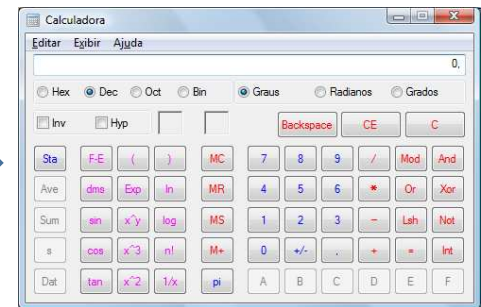 Calculadora
Editar Exibir Ajuda
0,
Hex Dec Oct Bin Graus Radianos Grados
Inv Hyp Backspace CE C
Sta F-E ( ) MC 7 8 9 / Mod And
Ave dms Exp ln MR 4 5 6 * Or Xor
Sum sin x^y log MS 1 2 3 - Lsh Not
s cos x^3 n! M+ 0 +/- , + = Int
Dat tan x^2 1/x pi A B C D E F